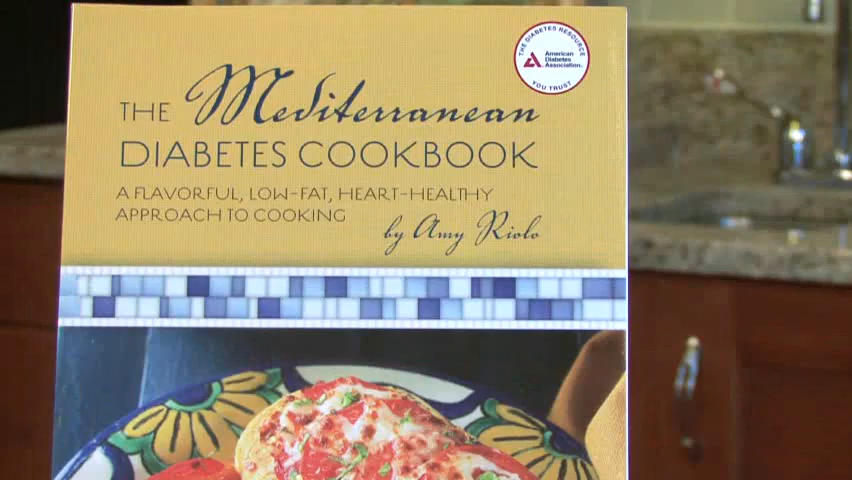 THE DIABETES RESOURCE
American
Diabetes
Association.
YOU TRUST
THE Mediterranean
DIABETES COOKBOOK
A FLAVORFUL, LOW-FAT, HEART-HEALTHY
APPROACH TO COOKING
by Amy Riolo